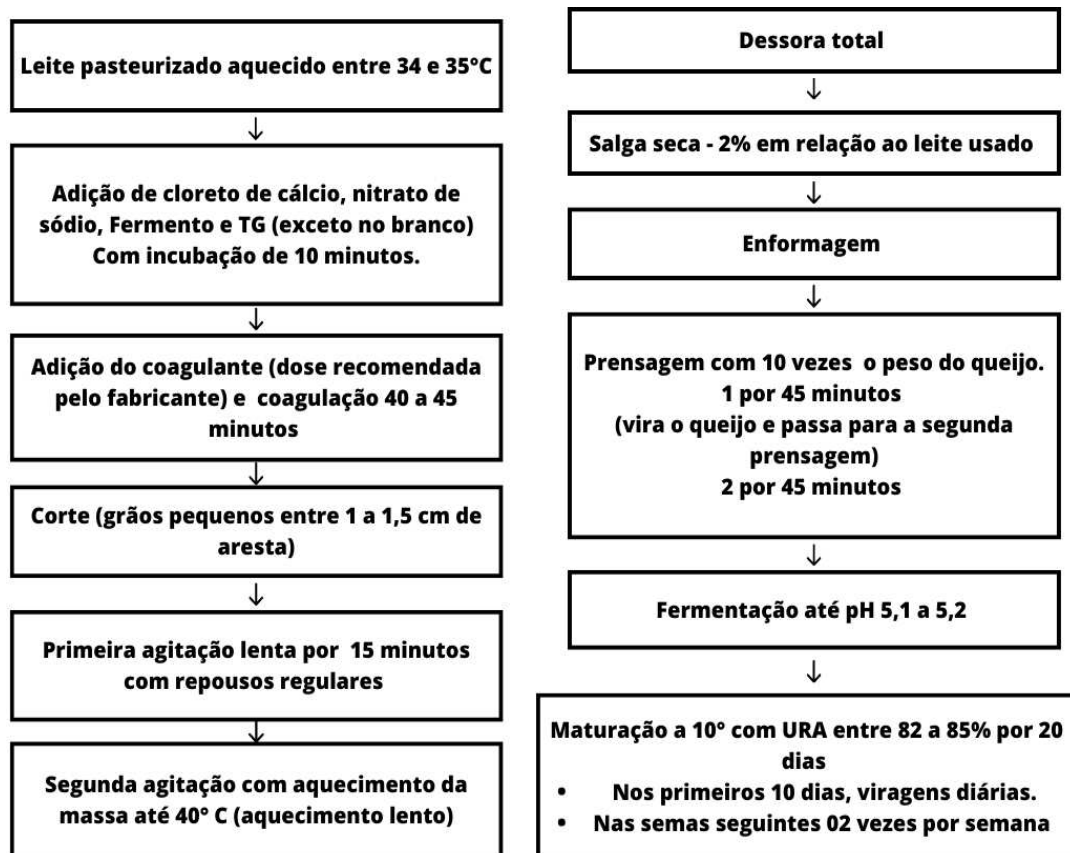 Leite pasteurizado aquecido entre 34 e 35°C
Adição de cloreto de cálcio, nitrato de
sódio, Fermento e TG (exceto no branco)
Com incubação de 10 minutos.
Adição do coagulante (dose recomendada
pelo fabricante) e coagulação 40 a 45
minutos
Corte (grãos pequenos entre 1 a 1,5 cm de
aresta)
Primeira agitação lenta por 15 minutos
com repousos regulares
Segunda agitação com aquecimento da
massa até 40° C (aquecimento lento)
Dessora total
Salga seca - 2% em relação ao leite usado
Enformagem
Prensagem com 10 vezes o peso do queijo.
1 por 45 minutos
(vira o queijo e passa para a segunda
prensagem)
2 por 45 minutos
Fermentação até pH 5,1 a 5,2
Maturação a 10° com URA entre 82 a 85% por 20
dias
• Nos primeiros 10 dias, viragens diárias.
• Nas semas seguintes 02 vezes por semana